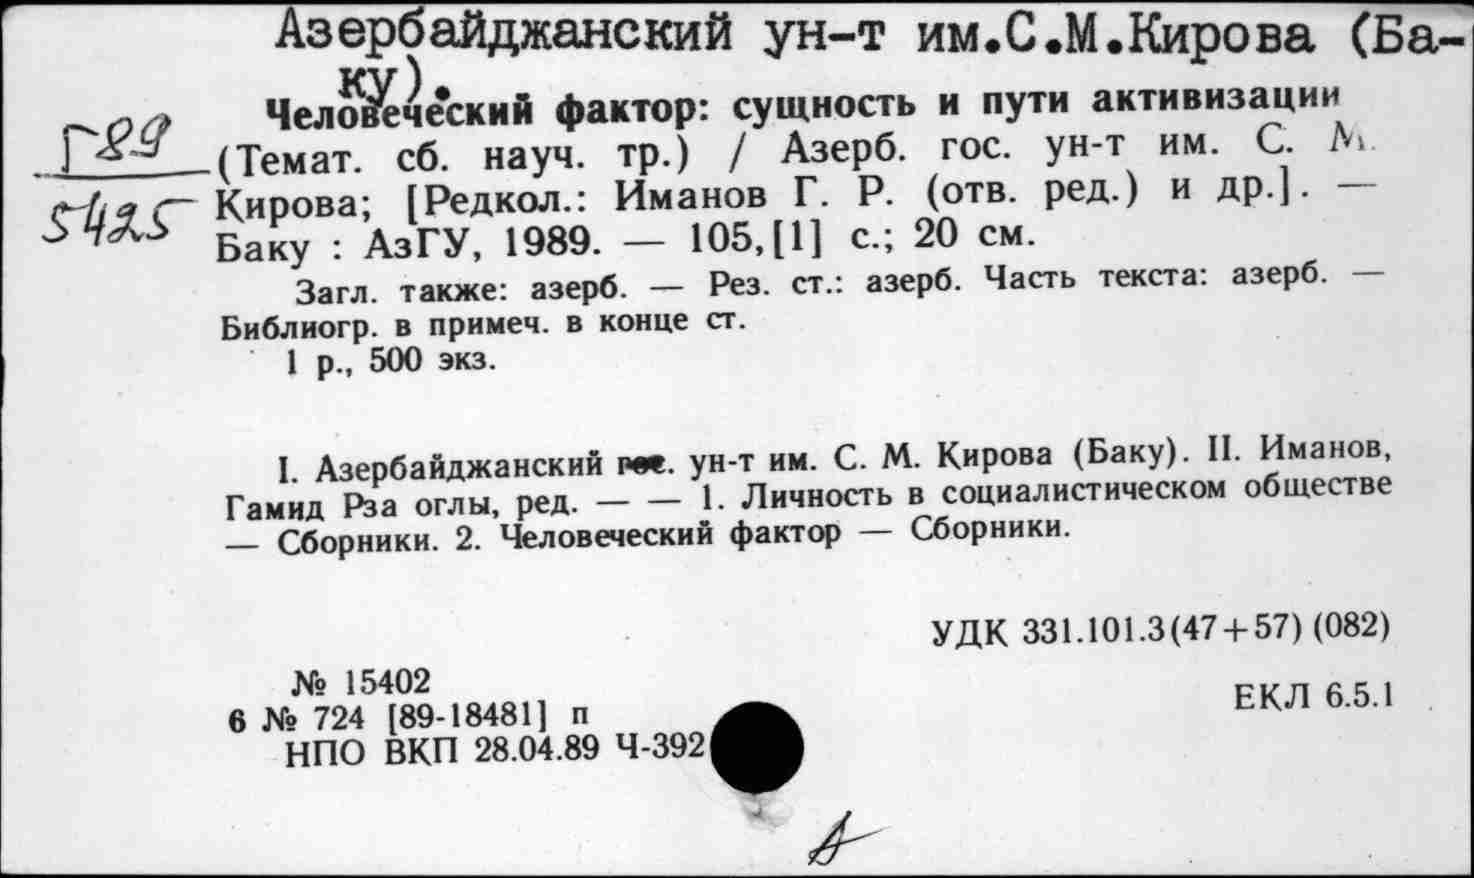 Азербайджанский ун-т им.С.М.Кирова (Ба-
ку).
Человеческий фактор: сущность и пути активизации
Г89
(Темат. сб. науч. тр.) / Азерб. гос. ун-т им. С. М.
5425
Кирова; [Редкол.: Иманов Г. Р. (отв. ред.) и др.]. —
Баку : АзГУ, 1989. — 105,[1] с.; 20 см.
Загл. также: азерб. — Рез. ст.: азерб. Часть текста: азерб. —
Библиогр. в примеч. в конце ст.
1 р., 500 экз.
I. Азербайджанский гос. ун-т им. С. М. Кирова (Баку). II. Иманов,
Гамид Рза оглы, ред. — — 1. Личность в социалистическом обществе
— Сборники. 2. Человеческий фактор — Сборники.
УДК 331.101.3(47+57) (082)
№ 15402
ЕКЛ 6.5.1
6 № 724 [89-18481] п
НПО ВКП 28.04.89 Ч-392